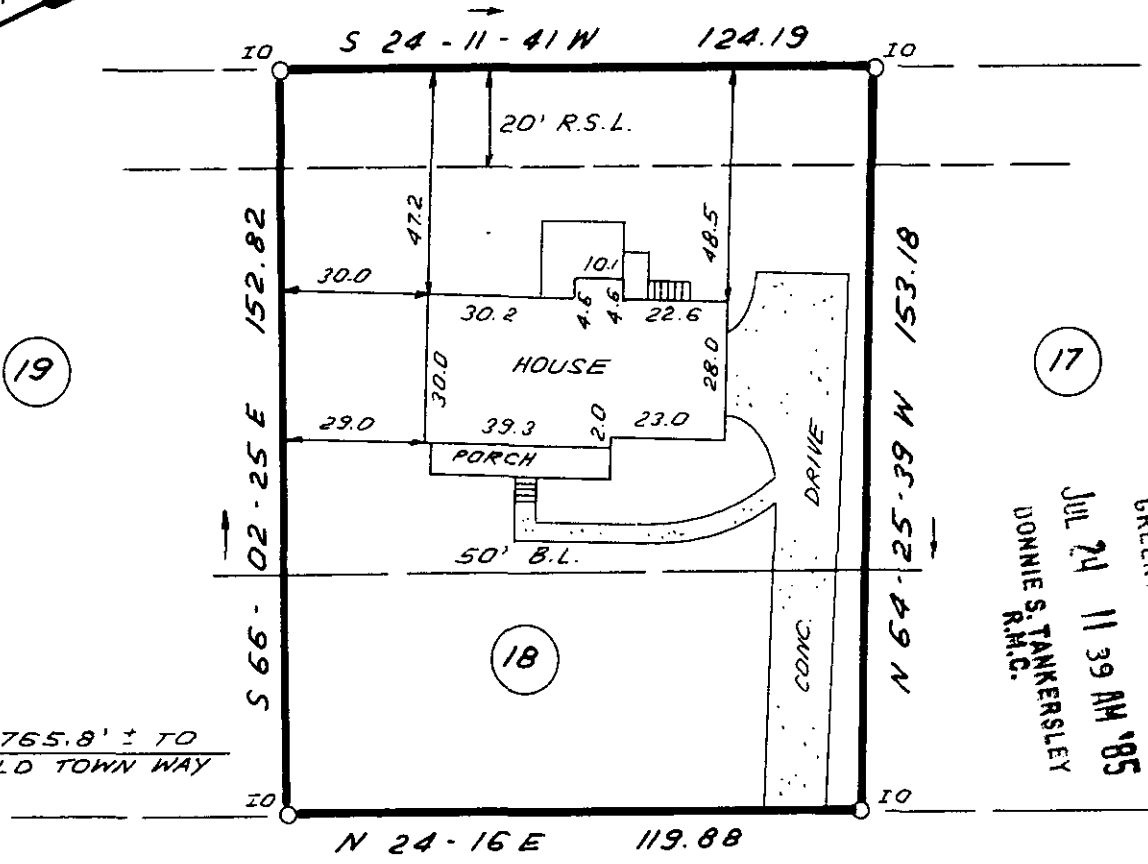 S 24-11-41 W 124.19
IO
IO
20' R.S.L.
47.2
48.5
S 66-02-25 E 152.82
N 64-25-39 W 153.18
30.0
10.1
30.2
4.6
4.6
22.6
19
HOUSE
17
30.0
28.0
29.0
39.3
2.0
23.0
PORCH
DRIVE
50' B.L.
18
CONC.
JUL 24 11 39 AM '85
DONNIE S. TANKERSLEY
R.M.C.
765.8' ± TO
LD TOWN WAY
IO
IO
N 24-16 E 119.88